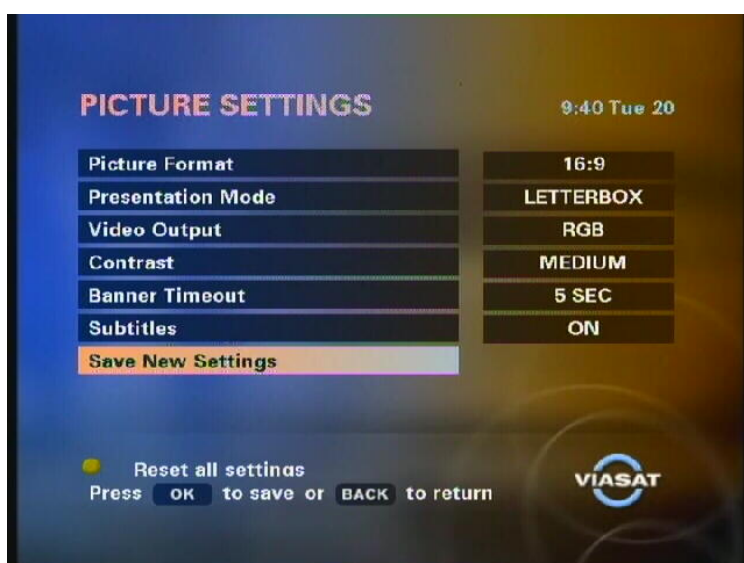 PICTURE SETTINGS 9:40 Tue 20
Picture Format 16:9
Presentation Mode LETTERBOX
Video Output RGB
Contrast MEDIUM
Banner Timeout 5 SEC
Subtitles ON
Save New Settings
Reset all settings
Press OK to save or BACK to return
VIASAT